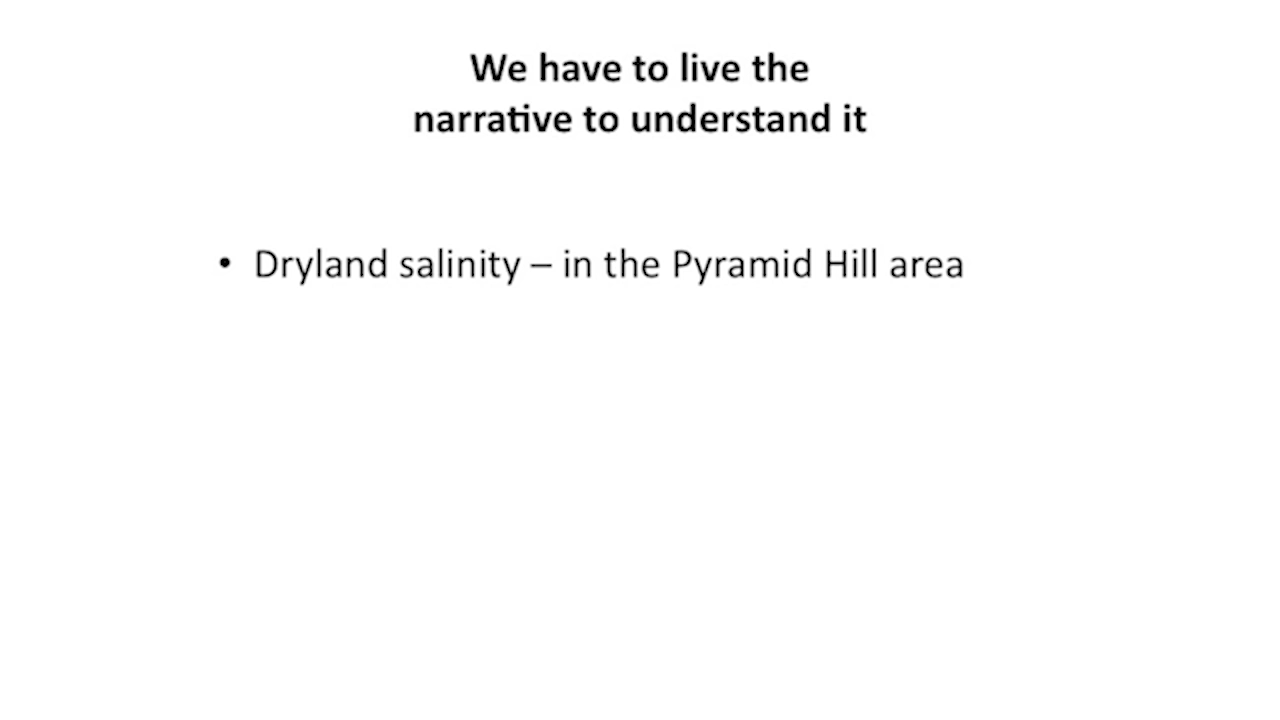 We have to live the
narrative to understand it
• Dryland salinity – in the Pyramid Hill area